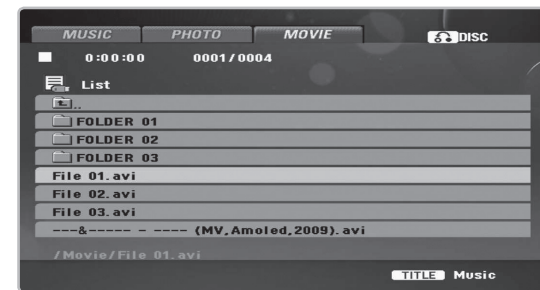 MUSIC PHOTO MOVIE DISC
0:00:00 0001/0004
List
..
FOLDER 01
FOLDER 02
FOLDER 03
File 01.avi
File 02.avi
File 03.avi
---&----- - ---- (MV,Amoled,2009).avi
/Movie/File 01.avi
TITLE Music